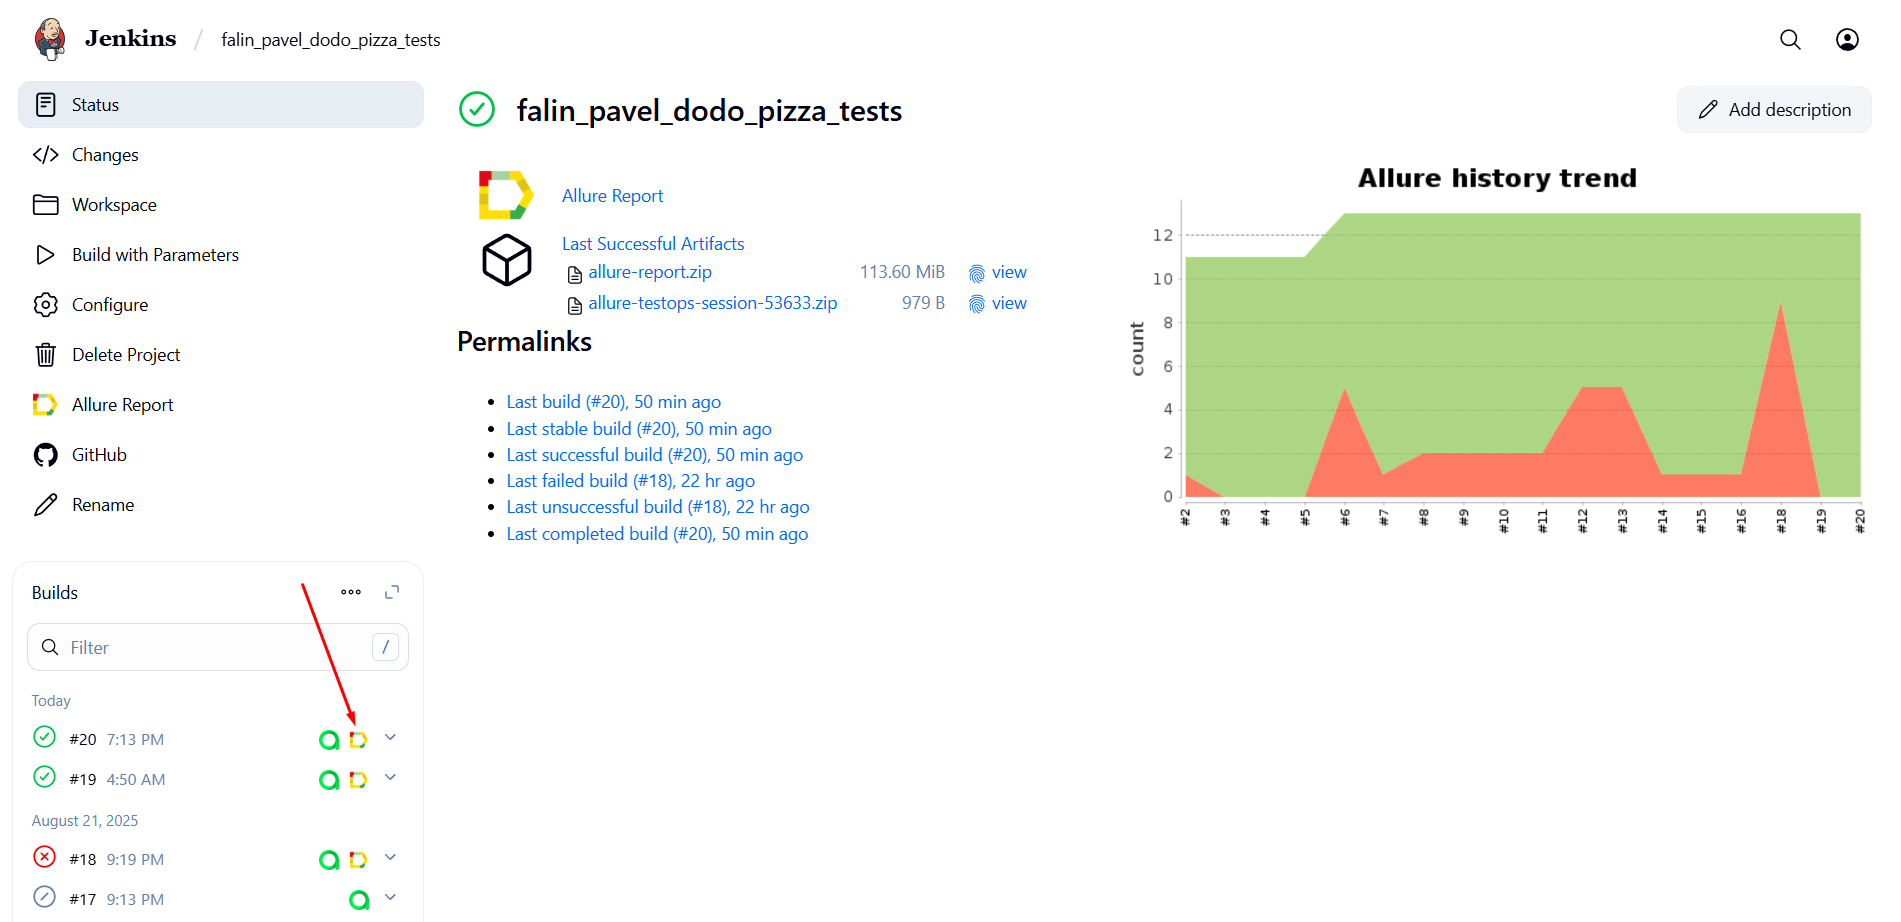 Jenkins / falin_pavel_dodo_pizza_tests
Status
Changes
Workspace
Build with Parameters
Configure
Delete Project
Allure Report
GitHub
Rename
Builds
Filter /
Today
#20 7:13 PM
#19 4:50 AM
August 21, 2025
#18 9:19 PM
#17 9:13 PM
falin_pavel_dodo_pizza_tests
Add description
Allure Report
Last Successful Artifacts
allure-report.zip 113.60 MiB view
allure-testops-session-53633.zip 979 B view
Permalinks
Last build (#20), 50 min ago
Last stable build (#20), 50 min ago
Last successful build (#20), 50 min ago
Last failed build (#18), 22 hr ago
Last unsuccessful build (#18), 22 hr ago
Last completed build (#20), 50 min ago
Allure history trend
count
12
10
8
6
4
2
0
#2 #3 #4 #5 #6 #7 #8 #9 #10 #11 #12 #13 #14 #15 #16 #18 #19 #20